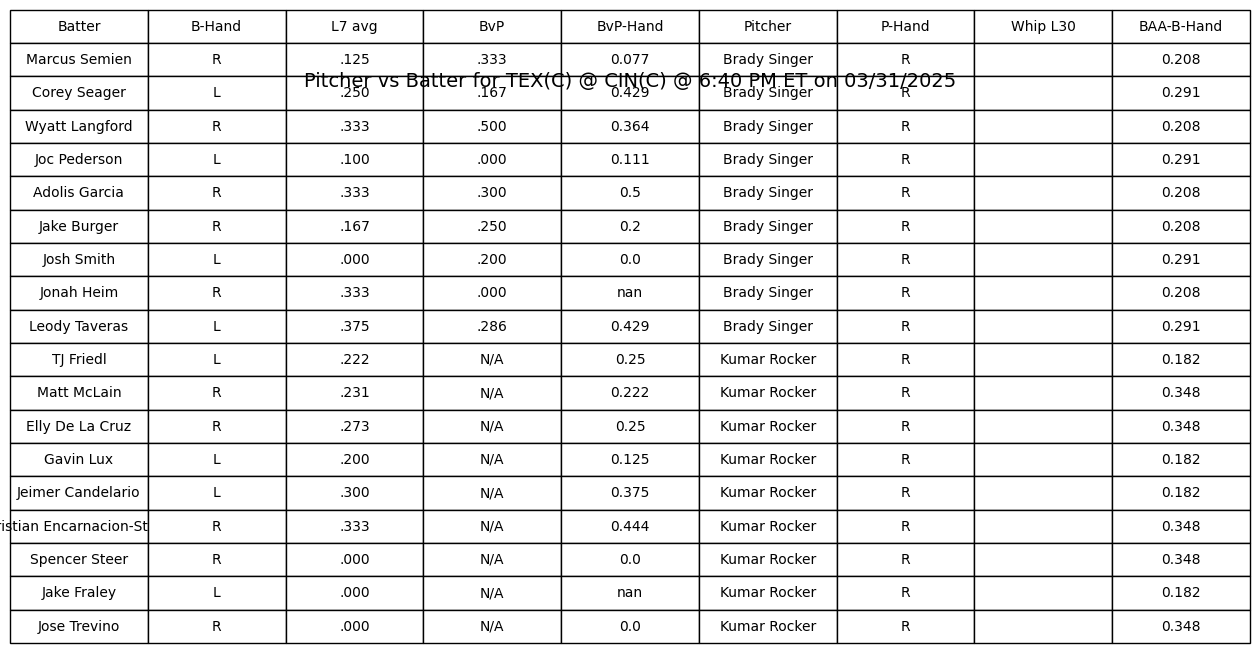 Batter B-Hand L7 avg BvP BvP-Hand Pitcher P-Hand Whip L30 BAA-B-Hand
Marcus Semien R .125 .333 0.077 Brady Singer R 0.208
Pitcher vs Batter for TEX(C) @ CIN(C) @ 6:40 PM ET on 03/31/2025
Corey Seager L .250 .167 0.429 Brady Singer R 0.291
Wyatt Langford R .333 .500 0.364 Brady Singer R 0.208
Joc Pederson L .100 .000 0.111 Brady Singer R 0.291
Adolis Garcia R .333 .300 0.5 Brady Singer R 0.208
Jake Burger R .167 .250 0.2 Brady Singer R 0.208
Josh Smith L .000 .200 0.0 Brady Singer R 0.291
Jonah Heim R .333 .000 nan Brady Singer R 0.208
Leody Taveras L .375 .286 0.429 Brady Singer R 0.291
TJ Friedl L .222 N/A 0.25 Kumar Rocker R 0.182
Matt McLain R .231 N/A 0.222 Kumar Rocker R 0.348
Elly De La Cruz R .273 N/A 0.25 Kumar Rocker R 0.348
Gavin Lux L .200 N/A 0.125 Kumar Rocker R 0.182
Jeimer Candelario L .300 N/A 0.375 Kumar Rocker R 0.182
istian Encarnacion-St R .333 N/A 0.444 Kumar Rocker R 0.348
Spencer Steer R .000 N/A 0.0 Kumar Rocker R 0.348
Jake Fraley L .000 N/A nan Kumar Rocker R 0.182
Jose Trevino R .000 N/A 0.0 Kumar Rocker R 0.348